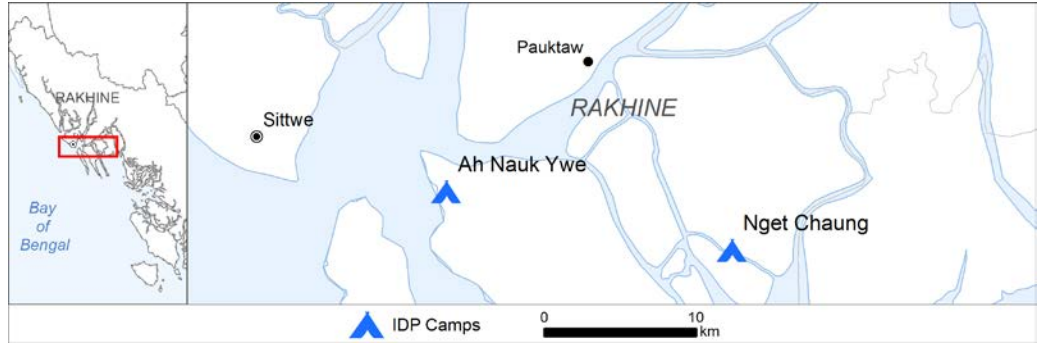 RAKHINE
Bay
of
Bengal
Pauktaw
RAKHINE
Sittwe
Ah Nauk Ywe
Nget Chaung
IDP Camps
0 10
km